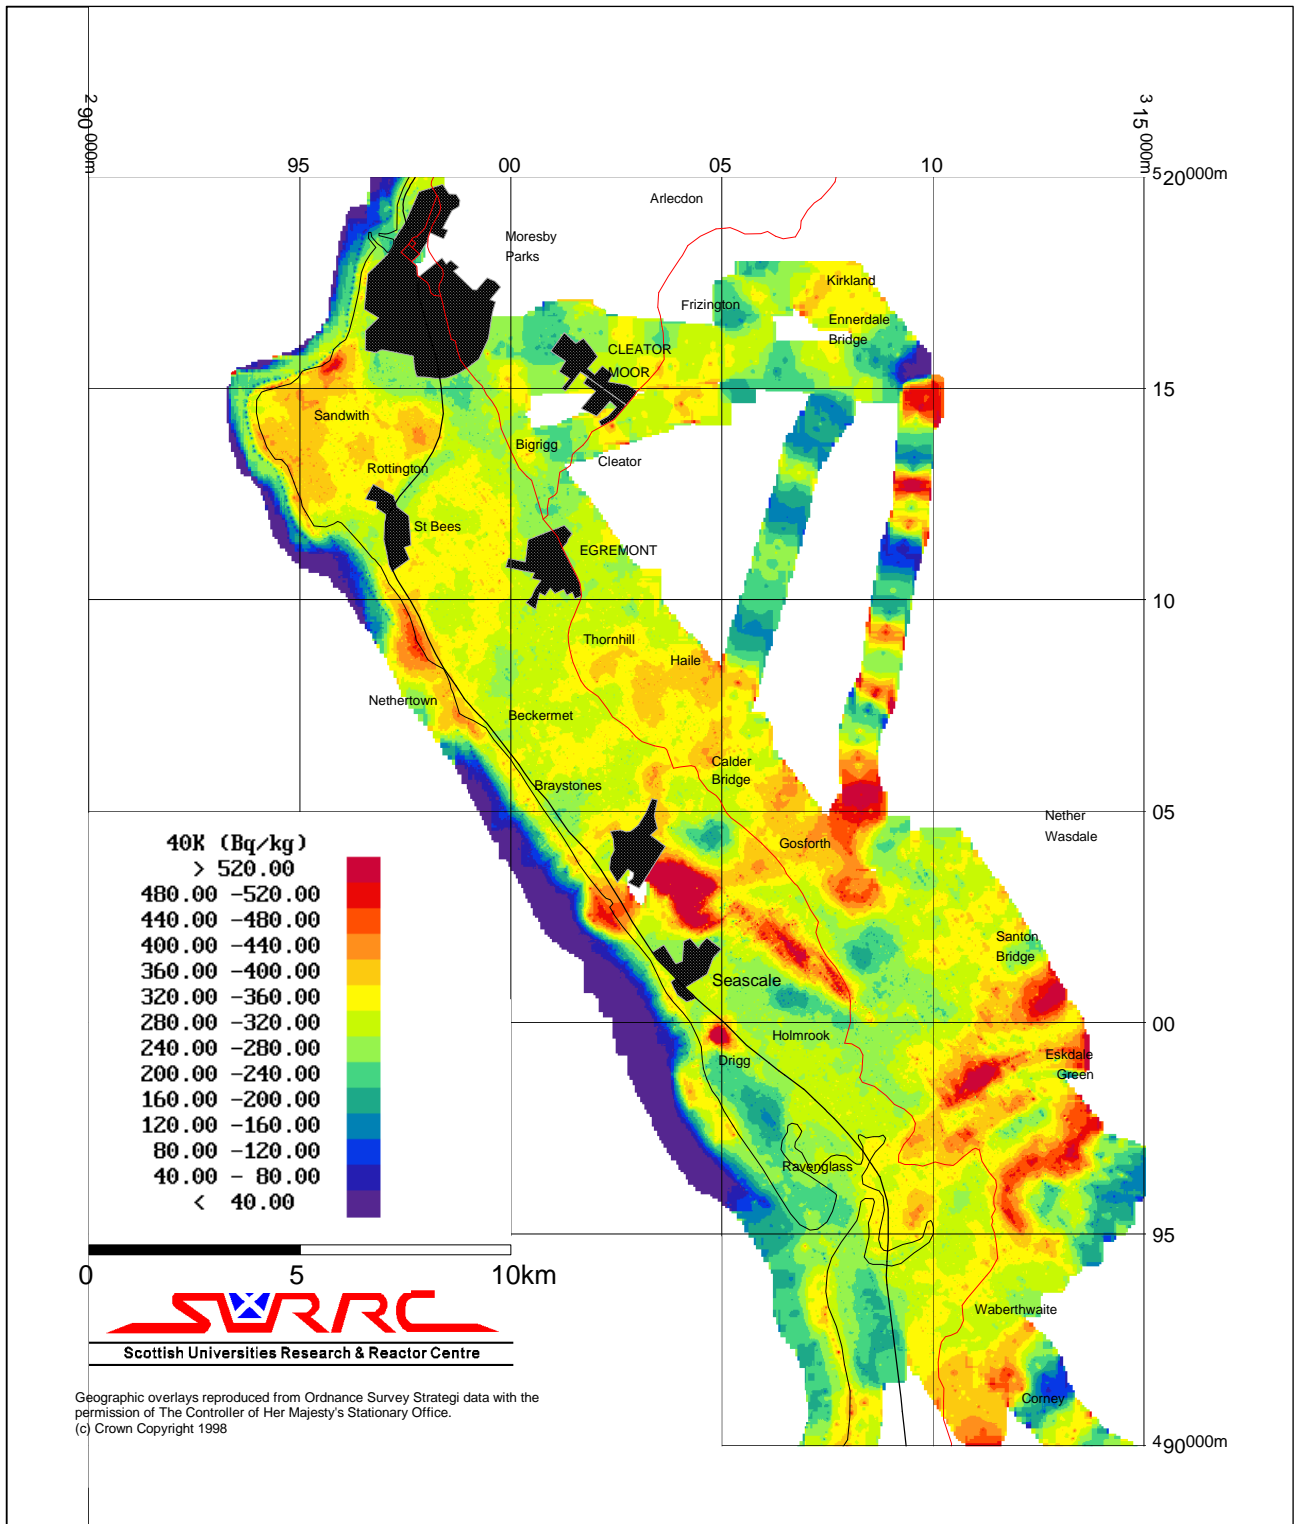 2 90 000m
3 15 000m
95 00 05 10
5 20 000m
Arlecdon
Moresby
Parks
Kirkland
Frizington
Ennerdale
Bridge
CLEATOR
MOOR
15
Sandwith
Bigrigg
Cleator
Rottington
St Bees
EGREMONT
10
Thornhill
Haile
Nethertown
Beckermet
Calder
Bridge
Braystones
05
Nether
Wasdale
Gosforth
40K (Bq/kg)
> 520.00
480.00 -520.00
440.00 -480.00
400.00 -440.00
360.00 -400.00
320.00 -360.00
280.00 -320.00
240.00 -280.00
200.00 -240.00
160.00 -200.00
120.00 -160.00
80.00 -120.00
40.00 - 80.00
< 40.00
Santon
Bridge
Seascale
00
Holmrook
Drigg
Eskdale
Green
Ravenglass
95
0 5 10km
Waberthwaite
SURRC
Scottish Universities Research & Reactor Centre
Corney
Geographic overlays reproduced from Ordnance Survey Strategi data with the
permission of The Controller of Her Majesty's Stationary Office.
(c) Crown Copyright 1998
4 90 000m